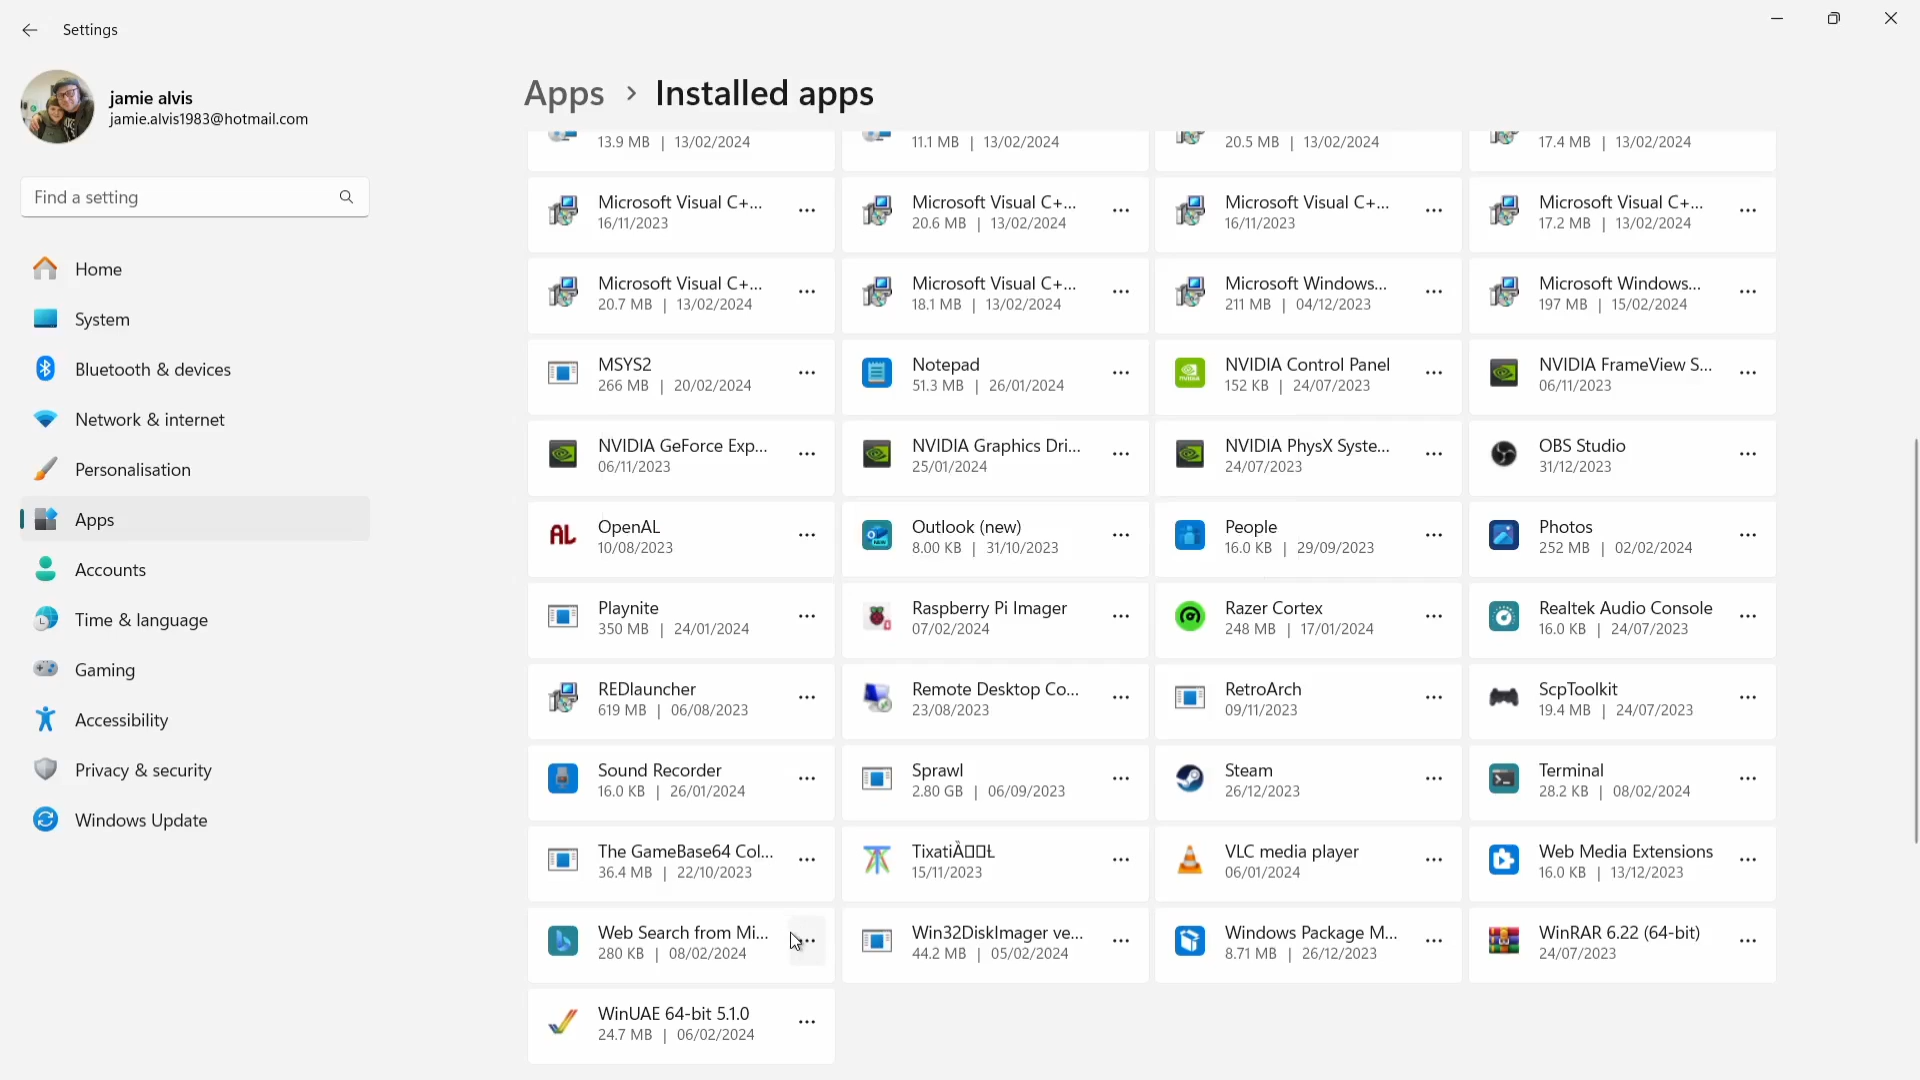 Settings
jamie alvis
jamie.alvis1983@hotmail.com
Find a setting
Home
System
Bluetooth & devices
Network & internet
Personalisation
Apps
Accounts
Time & language
Gaming
Accessibility
Privacy & security
Windows Update
Apps > Installed apps
13.9 MB | 13/02/2024
11.1 MB | 13/02/2024
20.5 MB | 13/02/2024
17.4 MB | 13/02/2024
Microsoft Visual C+...
16/11/2023
Microsoft Visual C+...
20.6 MB | 13/02/2024
Microsoft Visual C+...
16/11/2023
Microsoft Visual C+...
17.2 MB | 13/02/2024
Microsoft Visual C+...
20.7 MB | 13/02/2024
Microsoft Visual C+...
18.1 MB | 13/02/2024
Microsoft Windows...
211 MB | 04/12/2023
Microsoft Windows...
197 MB | 15/02/2024
MSYS2
266 MB | 20/02/2024
Notepad
51.3 MB | 26/01/2024
NVIDIA Control Panel
152 KB | 24/07/2023
NVIDIA FrameView S...
06/11/2023
NVIDIA GeForce Exp...
06/11/2023
NVIDIA Graphics Dri...
25/01/2024
NVIDIA PhysX Syste...
24/07/2023
OBS Studio
31/12/2023
OpenAL
10/08/2023
Outlook (new)
8.00 KB | 31/10/2023
People
16.0 KB | 29/09/2023
Photos
252 MB | 02/02/2024
Playnite
350 MB | 24/01/2024
Raspberry Pi Imager
07/02/2024
Razer Cortex
248 MB | 17/01/2024
Realtek Audio Console
16.0 KB | 24/07/2023
REDlauncher
619 MB | 06/08/2023
Remote Desktop Co...
23/08/2023
RetroArch
09/11/2023
ScpToolkit
19.4 MB | 24/07/2023
Sound Recorder
16.0 KB | 26/01/2024
Sprawl
2.80 GB | 06/09/2023
Steam
26/12/2023
Terminal
28.2 KB | 08/02/2024
The GameBase64 Col...
36.4 MB | 22/10/2023
TixatiÀ□□Ł
15/11/2023
VLC media player
06/01/2024
Web Media Extensions
16.0 KB | 13/12/2023
Web Search from Mi...
280 KB | 08/02/2024
Win32DiskImager ve...
44.2 MB | 05/02/2024
Windows Package M...
8.71 MB | 26/12/2023
WinRAR 6.22 (64-bit)
24/07/2023
WinUAE 64-bit 5.1.0
24.7 MB | 06/02/2024